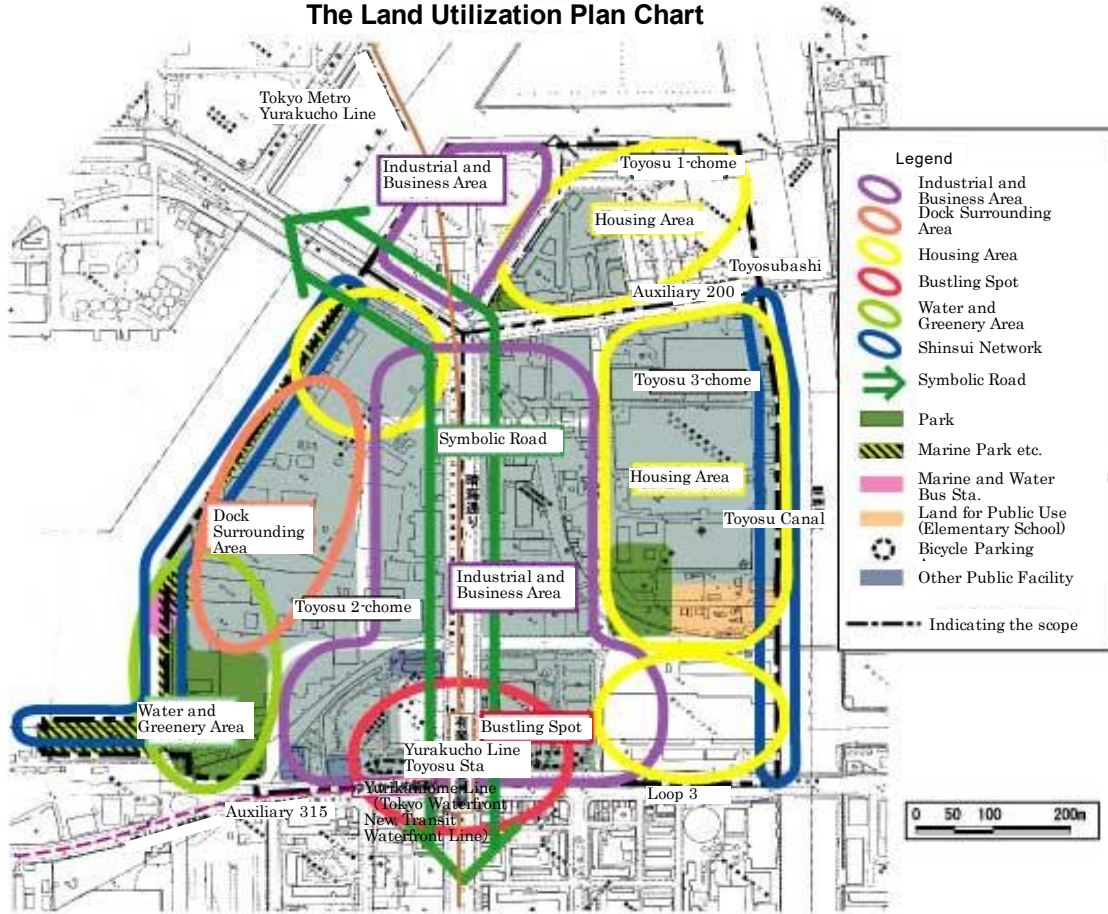 The Land Utilization Plan Chart
Tokyo Metro
Yurakucho Line
Industrial and
Business Area
Toyosu 1-chome
Housing Area
Toyosubashi
Auxiliary 200
Toyosu 3-chome
Symbolic Road
晴海通り
Housing Area
Toyosu Canal
Dock
Surrounding
Area
Industrial and
Business Area
Toyosu 2-chome
Water and
Greenery Area
Bustling Spot
Yurakucho Line
Toyosu Sta
Yurikamome Line
(Tokyo Waterfront
New Transit
Waterfront Line)
Loop 3
Auxiliary 315
Legend
Industrial and
Business Area
Dock Surrounding
Area
Housing Area
Bustling Spot
Water and
Greenery Area
Shinsui Network
Symbolic Road
Park
Marine Park etc.
Marine and Water
Bus Sta.
Land for Public Use
(Elementary School)
Bicycle Parking
Other Public Facility
Indicating the scope
0 50 100 200m